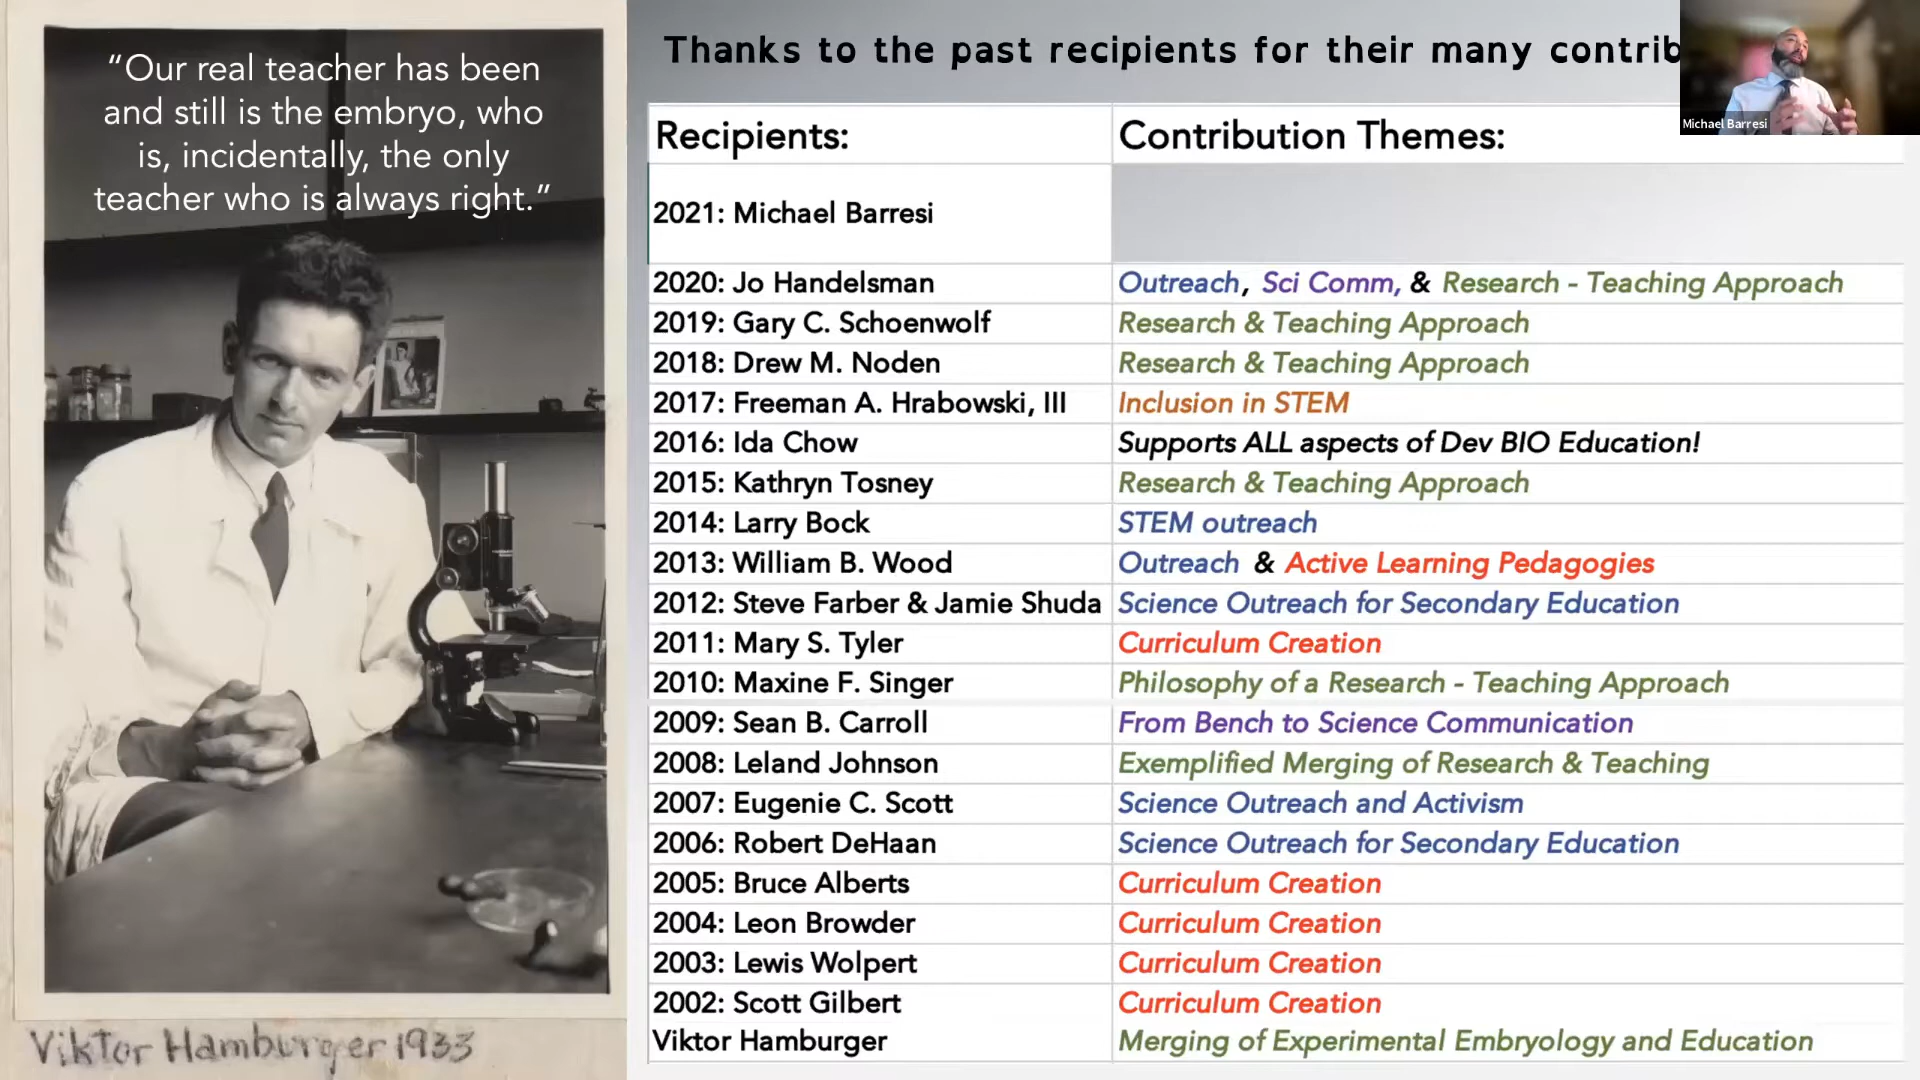 “Our real teacher has been
and still is the embryo, who
is, incidentally, the only
teacher who is always right.”
Viktor Hamburger 1933
Thanks to the past recipients for their many contrib
Michael Barresi
Recipients: Contribution Themes:
2021: Michael Barresi
2020: Jo Handelsman Outreach, Sci Comm, & Research - Teaching Approach
2019: Gary C. Schoenwolf Research & Teaching Approach
2018: Drew M. Noden Research & Teaching Approach
2017: Freeman A. Hrabowski, III Inclusion in STEM
2016: Ida Chow Supports ALL aspects of Dev BIO Education!
2015: Kathryn Tosney Research & Teaching Approach
2014: Larry Bock STEM outreach
2013: William B. Wood Outreach & Active Learning Pedagogies
2012: Steve Farber & Jamie Shuda Science Outreach for Secondary Education
2011: Mary S. Tyler Curriculum Creation
2010: Maxine F. Singer Philosophy of a Research - Teaching Approach
2009: Sean B. Carroll From Bench to Science Communication
2008: Leland Johnson Exemplified Merging of Research & Teaching
2007: Eugenie C. Scott Science Outreach and Activism
2006: Robert DeHaan Science Outreach for Secondary Education
2005: Bruce Alberts Curriculum Creation
2004: Leon Browder Curriculum Creation
2003: Lewis Wolpert Curriculum Creation
2002: Scott Gilbert Curriculum Creation
Viktor Hamburger Merging of Experimental Embryology and Education